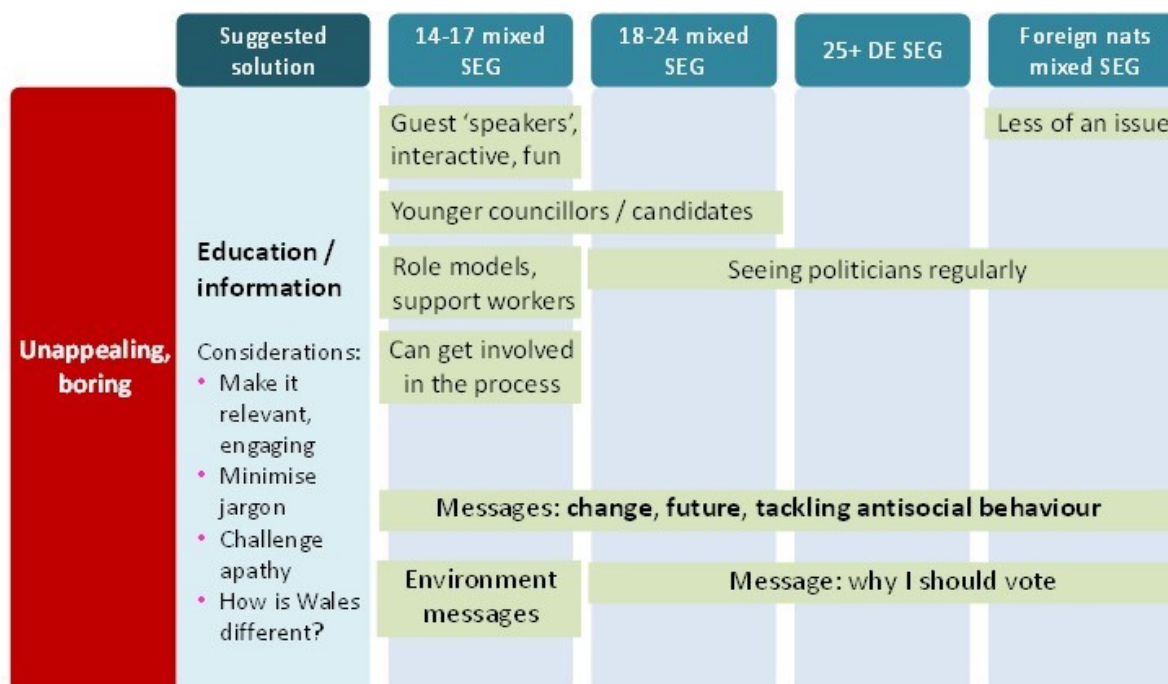 Suggested
solution
14-17 mixed
SEG
18-24 mixed
SEG
25+ DE SEG
Foreign nats
mixed SEG
Unappealing,
boring
Education /
information
Considerations:
• Make it
relevant,
engaging
• Minimise
jargon
• Challenge
apathy
• How is Wales
different?
Guest ‘speakers’,
interactive, fun
Less of an issue
Younger councillors / candidates
Role models,
support workers
Seeing politicians regularly
Can get involved
in the process
Messages: change, future, tackling antisocial behaviour
Environment
messages
Message: why I should vote